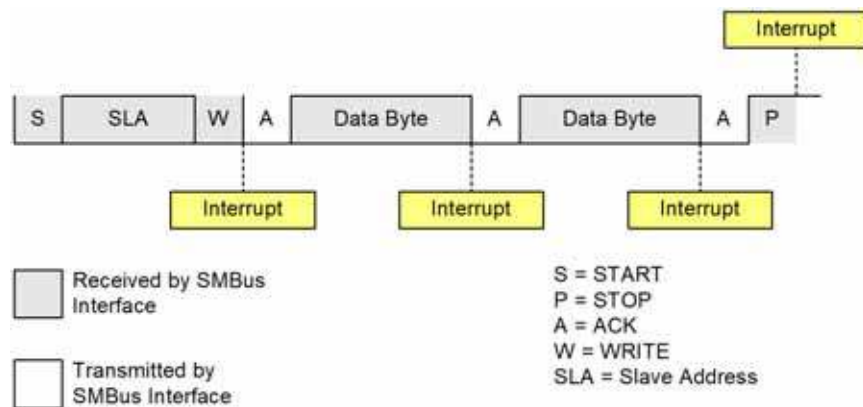 Interrupt
S SLA W A Data Byte A Data Byte A P
Interrupt Interrupt Interrupt
Received by SMBus
Interface
Transmitted by
SMBus Interface
S = START
P = STOP
A = ACK
W = WRITE
SLA = Slave Address